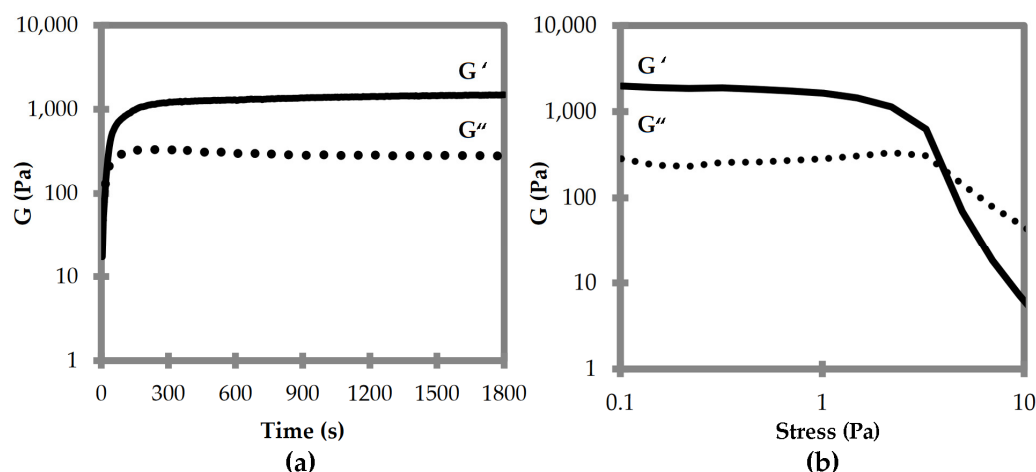 10,000
1,000
100
10
1
G (Pa)
G ‘
G“
0 300 600 900 1200 1500 1800
Time (s)
(a)
10,000
1,000
100
10
1
G (Pa)
G ‘
G“
0.1 1 10
Stress (Pa)
(b)